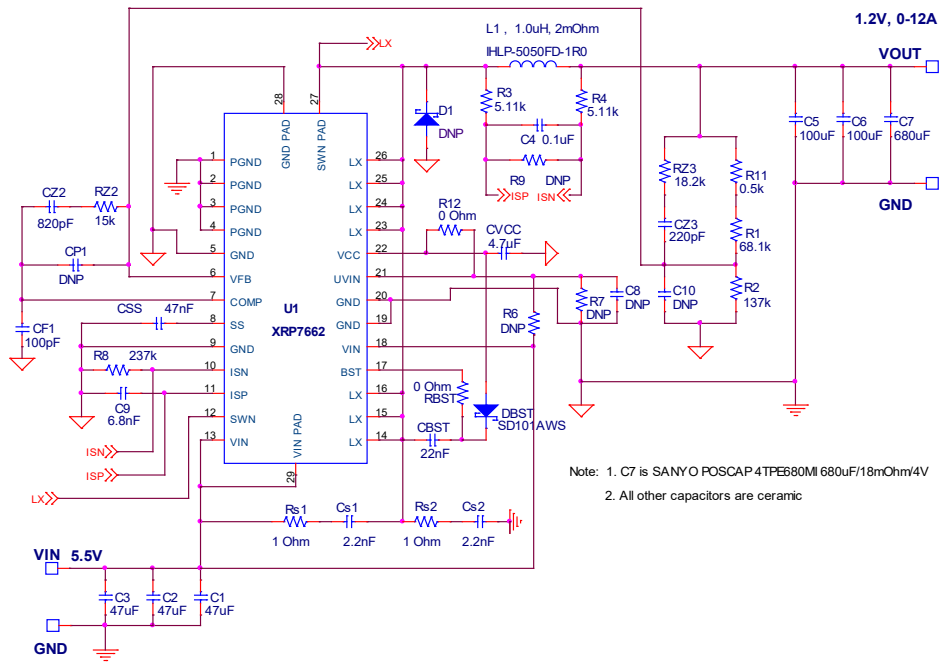 1.2V, 0-12A
L1 , 1.0uH, 2mOhm
LX
IHLP-5050FD-1R0
VOUT
28
27
GND PAD
SWN PAD
R3
5.11k
R4
5.11k
D1
DNP
C4 0.1uF
C5
100uF
C6
100uF
C7
680uF
1 PGND
LX 26
2 PGND
LX 25
3 PGND
LX 24
4 PGND
LX 23
5 GND
VCC 22
6 VFB
UVIN 21
7 COMP
GND 20
8 SS
GND 19
9 GND
VIN 18
10 ISN
BST 17
11 ISP
LX 16
12 SWN
LX 15
13 VIN
LX 14
U1
XRP7662
VIN PAD
29
R9
DNP
ISP
ISN
RZ3
18.2k
R11
0.5k
GND
CZ2
820pF
RZ2
15k
R12
0 Ohm
CVCC
4.7uF
CZ3
220pF
R1
68.1k
CP1
DNP
R7
DNP
C8
DNP
C10
DNP
R2
137k
CSS
47nF
CF1
100pF
R6
DNP
R8
237k
C9
6.8nF
0 Ohm
RBST
DBST
SD101AWS
CBST
22nF
ISN
ISP
LX
Note: 1. C7 is SANYO POSCAP 4TPE680MI 680uF/18mOhm/4V
2. All other capacitors are ceramic
Rs1
1 Ohm
Cs1
2.2nF
Rs2
1 Ohm
Cs2
2.2nF
VIN 5.5V
C3
47uF
C2
47uF
C1
47uF
GND